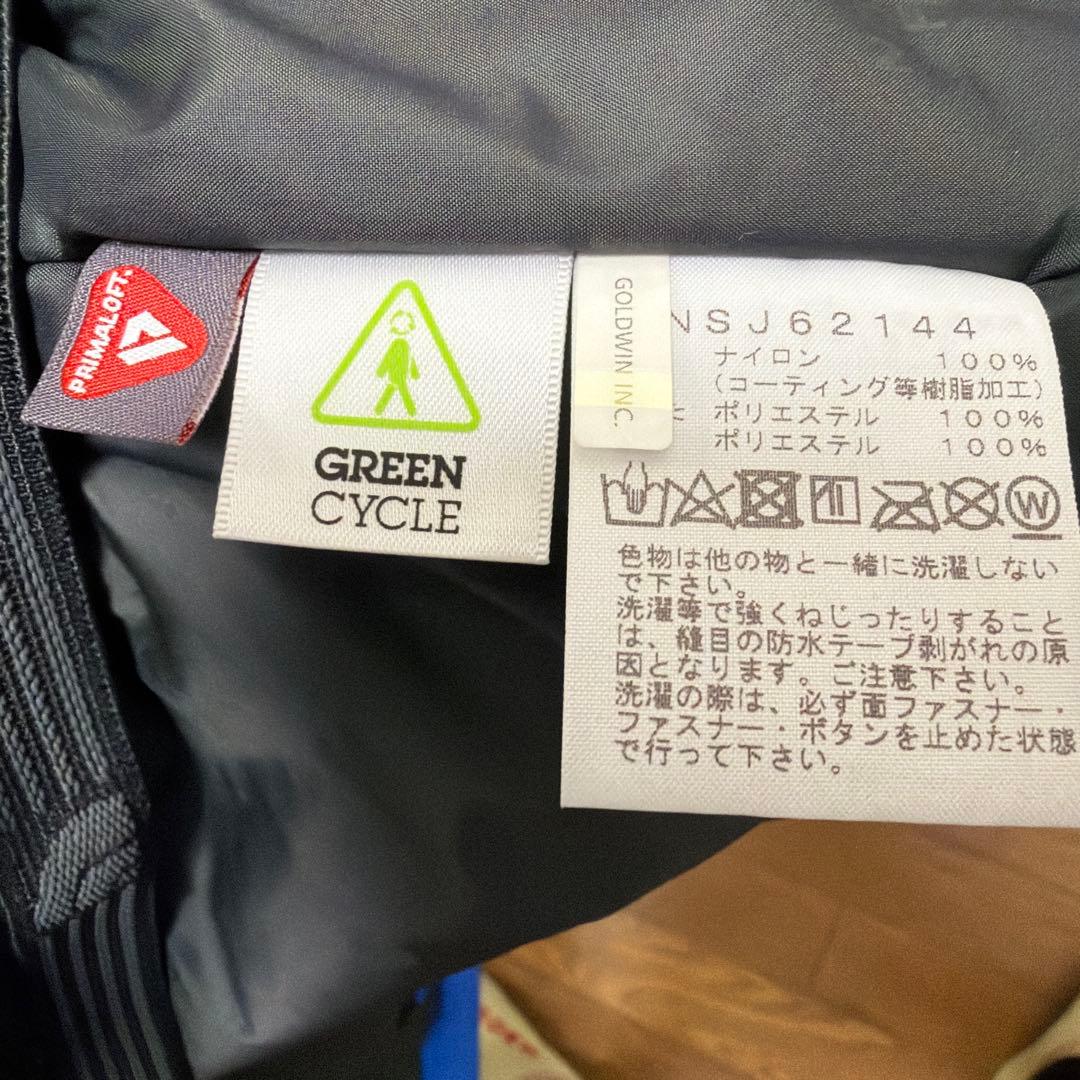 PRIMALOFT®
GREEN
CYCLE
GOLDWIN INC.
NSJ62144
ナイロン 100%
(コーティング等樹脂加工)
ポリエステル 100%
ポリエステル 100%
W
色物は他の物と一緒に洗濯しない
で下さい。
洗濯等で強くねじったりすること
は、縫目の防水テープ剥がれの原
因となります。ご注意下さい。
洗濯の際は、必ず面ファスナー・
ファスナー・ボタンを止めた状態
で行って下さい。